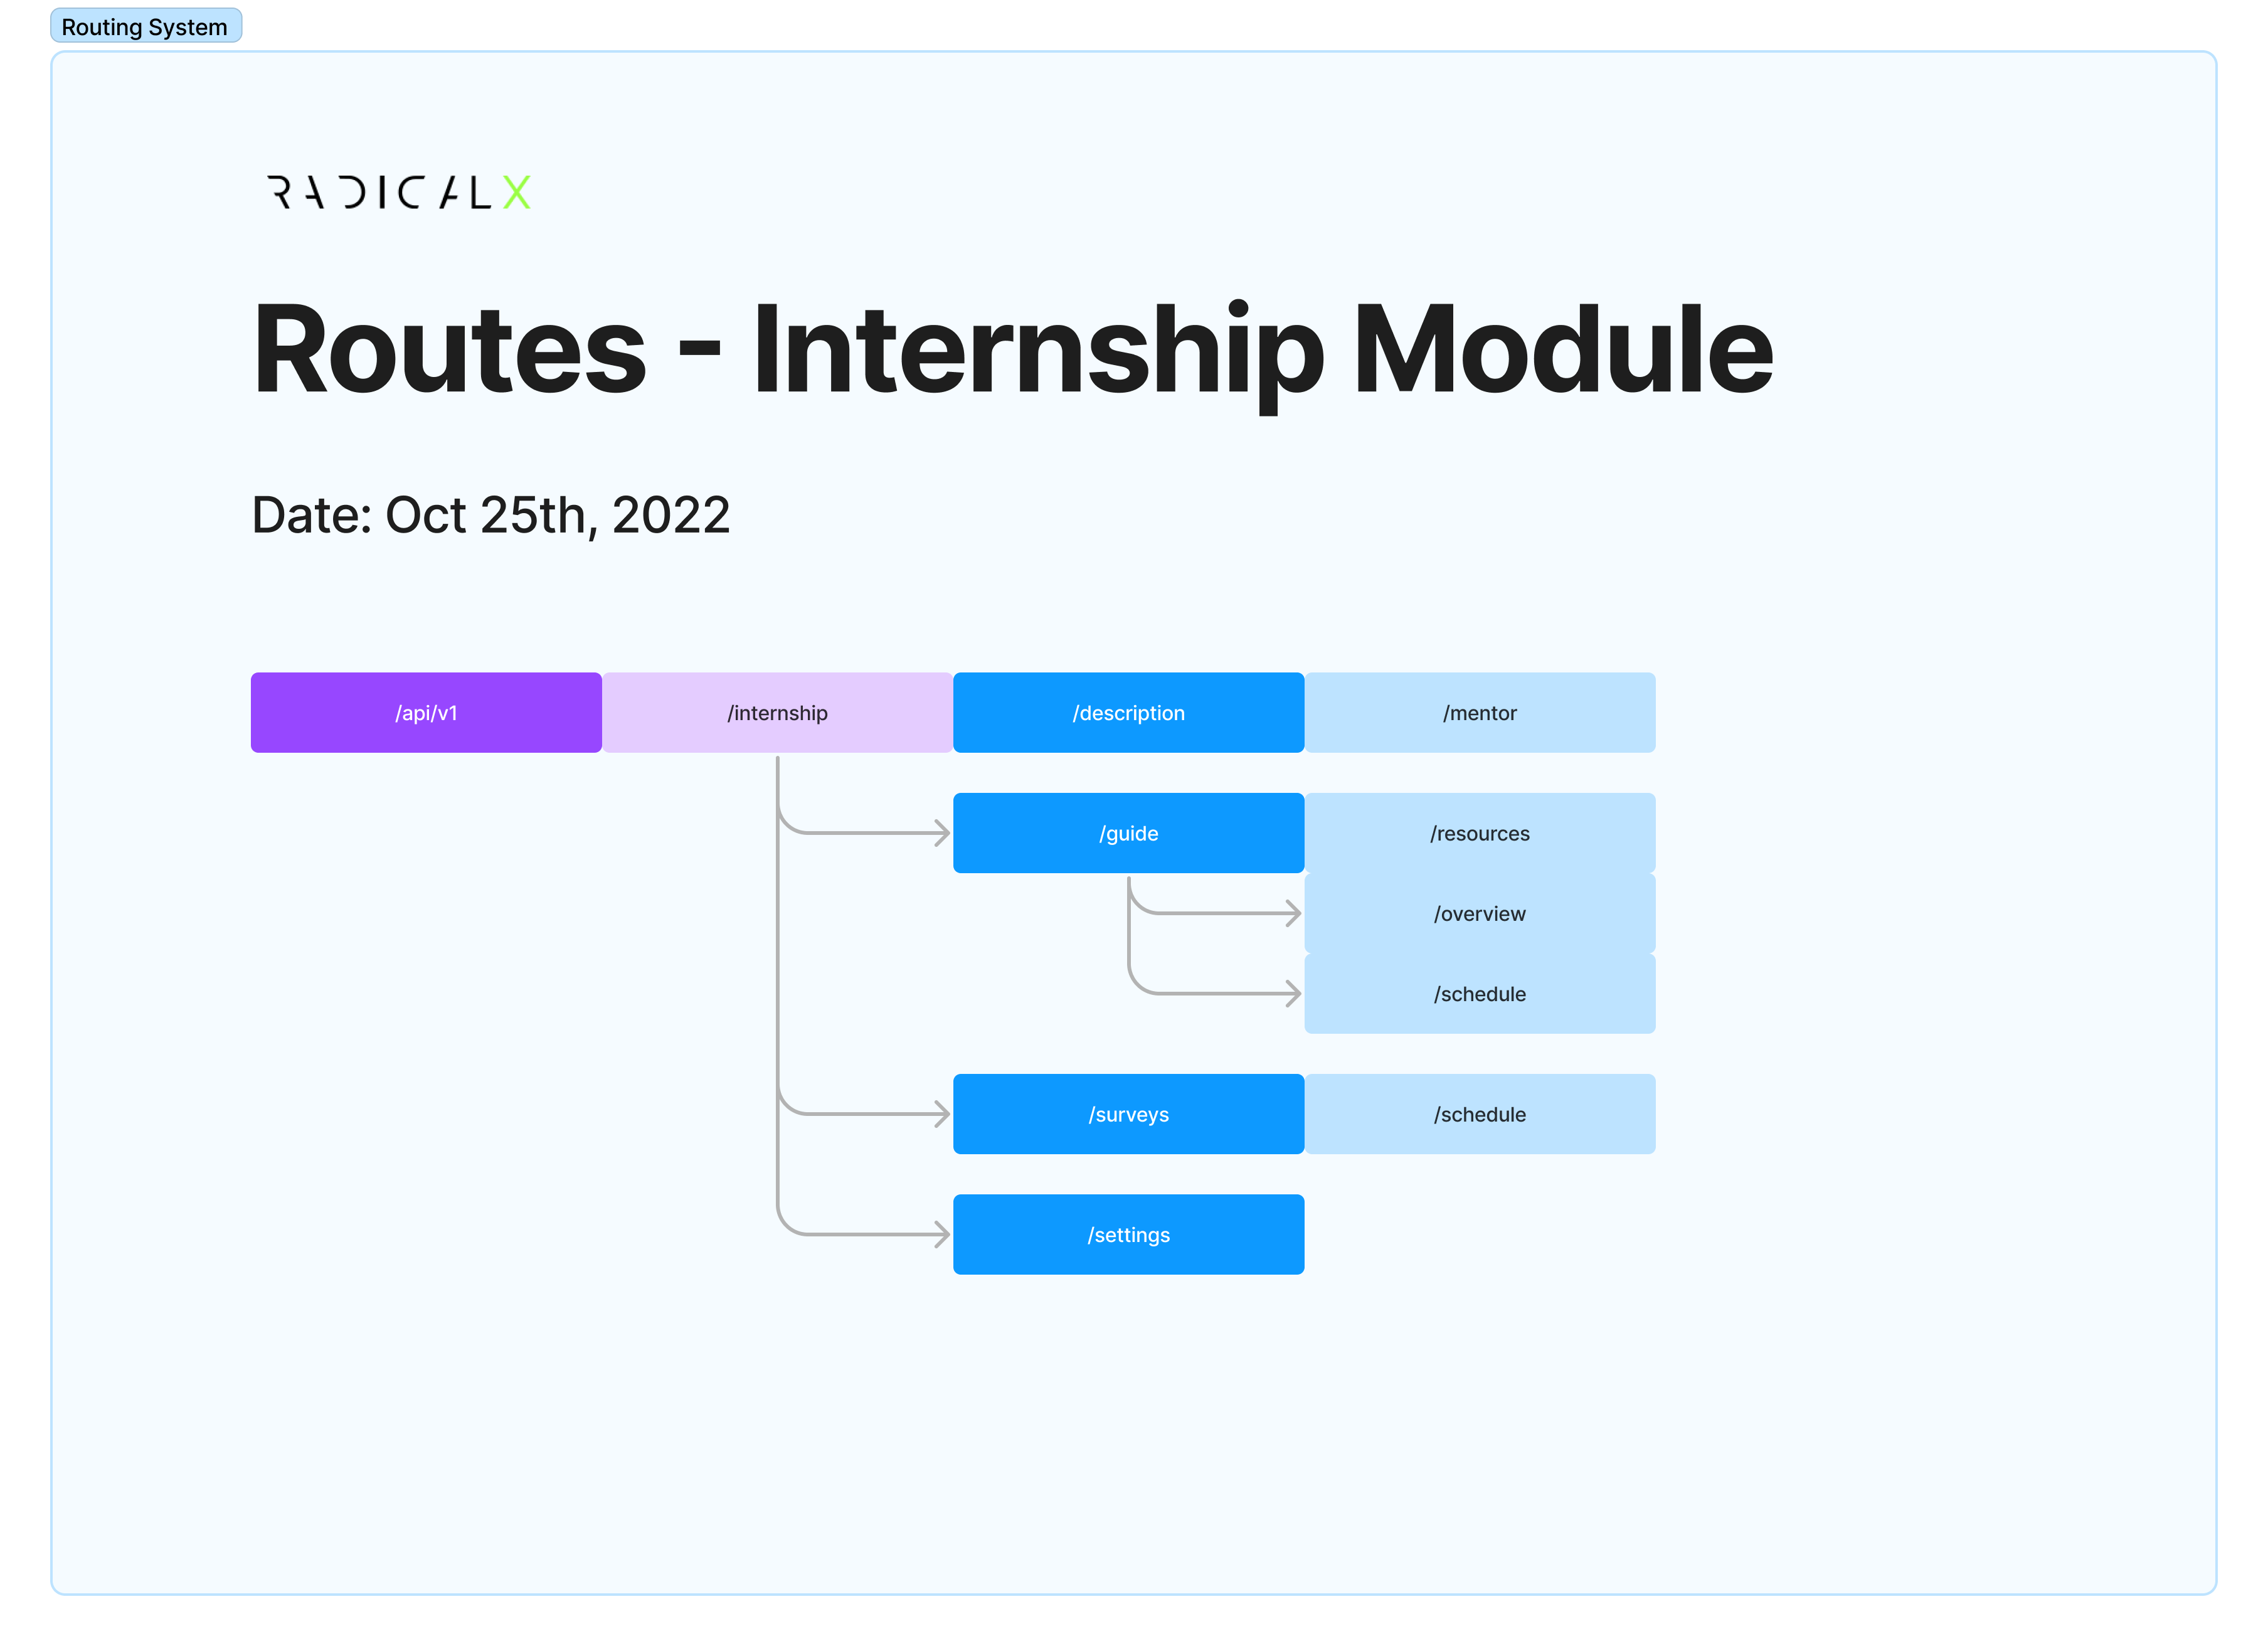 Routing System
RADICALX
Routes - Internship Module
Date: Oct 25th, 2022
/api/v1
/internship
/description
/mentor
/guide
/resources
/overview
/schedule
/surveys
/schedule
/settings